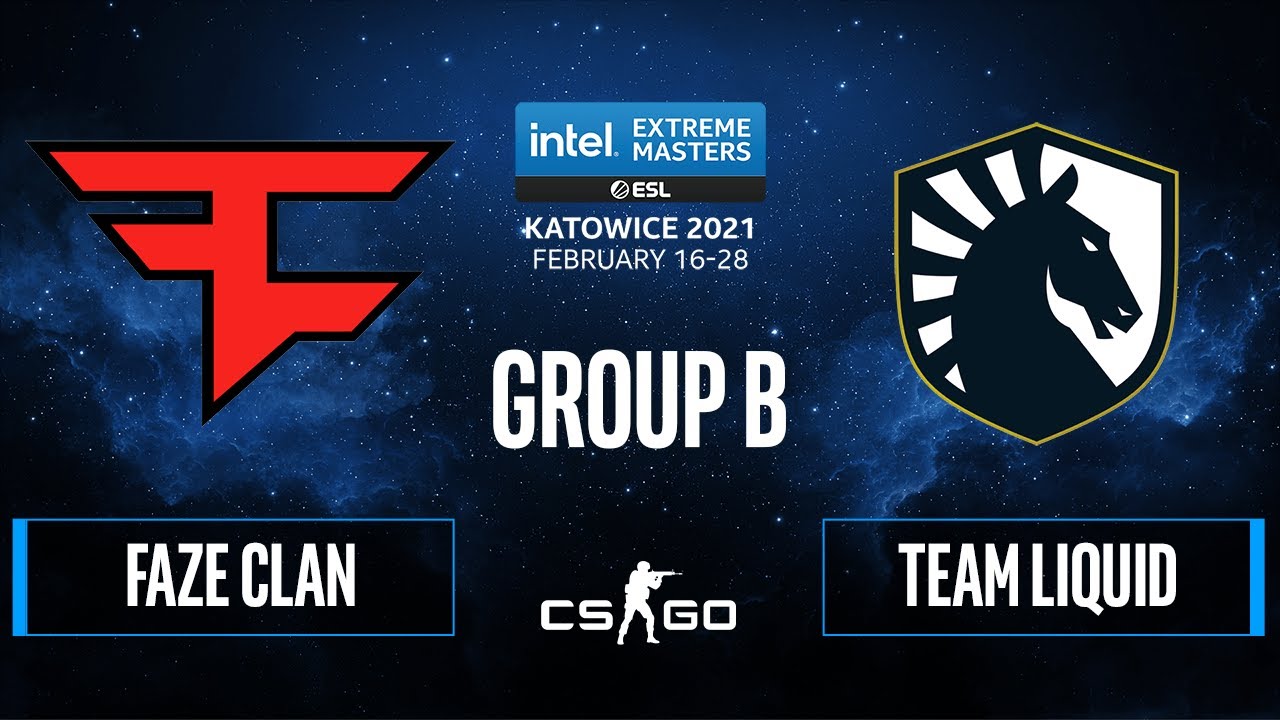 intel. EXTREME
MASTERS
ESL
KATOWICE 2021
FEBRUARY 16-28
GROUP B
FAZE CLAN
TEAM LIQUID
CS GO